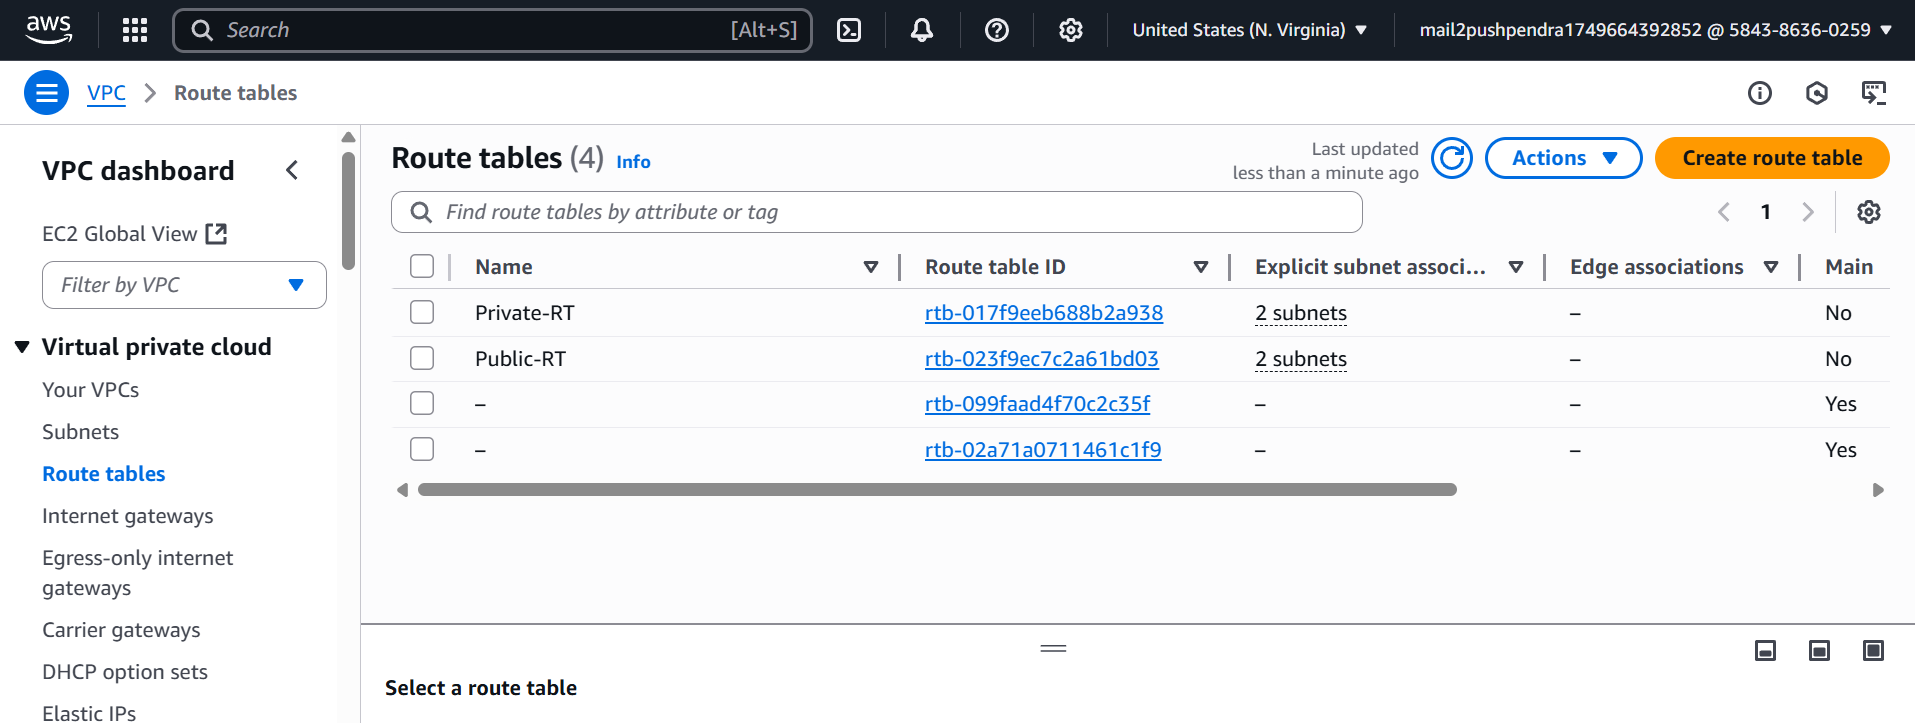 aws
Search [Alt+S]
United States (N. Virginia)
mail2pushpendra1749664392852 @ 5843-8636-0259
VPC
Route tables
VPC dashboard
EC2 Global View
Filter by VPC
Virtual private cloud
Your VPCs
Subnets
Route tables
Internet gateways
Egress-only internet
gateways
Carrier gateways
DHCP option sets
Elastic IPs
Route tables (4) Info
Last updated
less than a minute ago
Actions
Create route table
Find route tables by attribute or tag
1
Name Route table ID Explicit subnet associ... Edge associations Main
Private-RT rtb-017f9eeb688b2a938 2 subnets – No
Public-RT rtb-023f9ec7c2a61bd03 2 subnets – No
– rtb-099faad4f70c2c35f – – Yes
– rtb-02a71a0711461c1f9 – – Yes
Select a route table